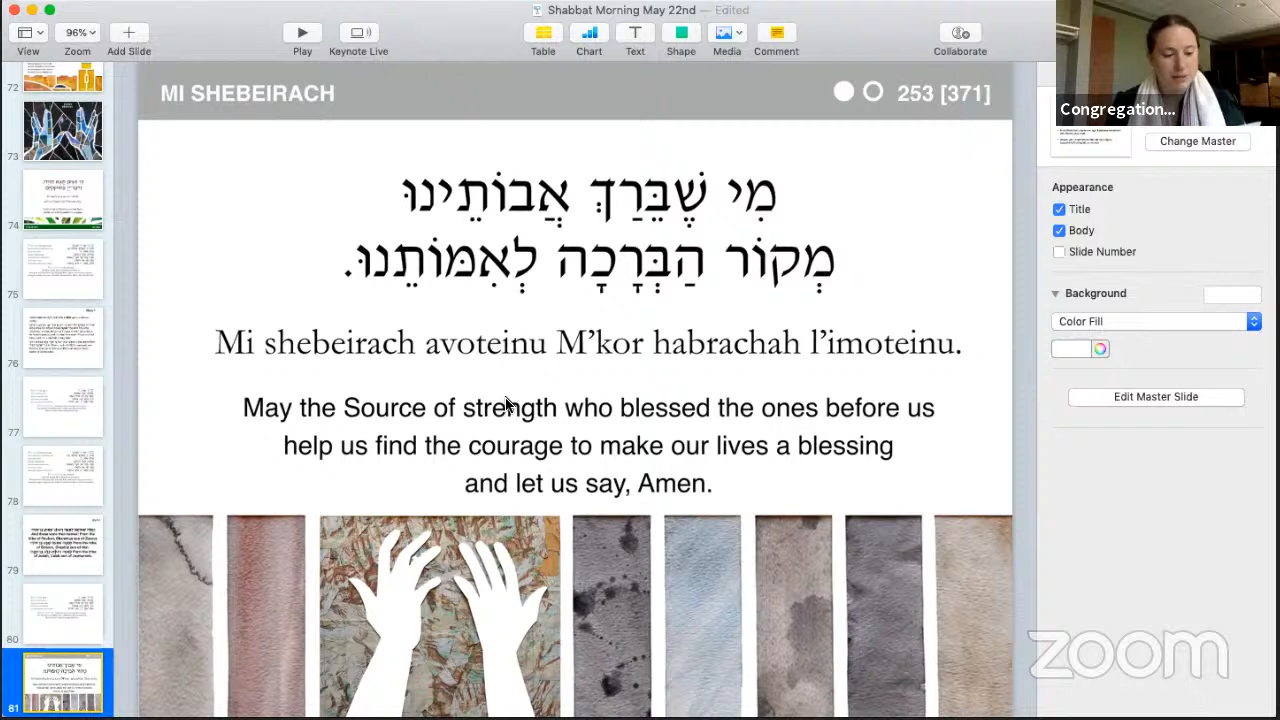 Shabbat Morning May 22nd — Edited
96%
View
Zoom
Add Slide
Play
Keynote Live
Table
Chart
Text
Shape
Media
Comment
Collaborate
Congregation...
MI SHEBEIRACH
253 [371]
מִי שֶׁבֵּרַךְ אֲבוֹתֵינוּ
מְקוֹר הַבְּרָכָה לְאִמּוֹתֵנוּ.
Mi shebeirach avoteinu M’kor habrachah l’imoteinu.
May the Source of strength who blessed the ones before us
help us find the courage to make our lives a blessing
and let us say, Amen.
72
73
74
75
76
77
78
79
80
81
Change Master
Appearance
Title
Body
Slide Number
Background
Color Fill
Edit Master Slide
zoom